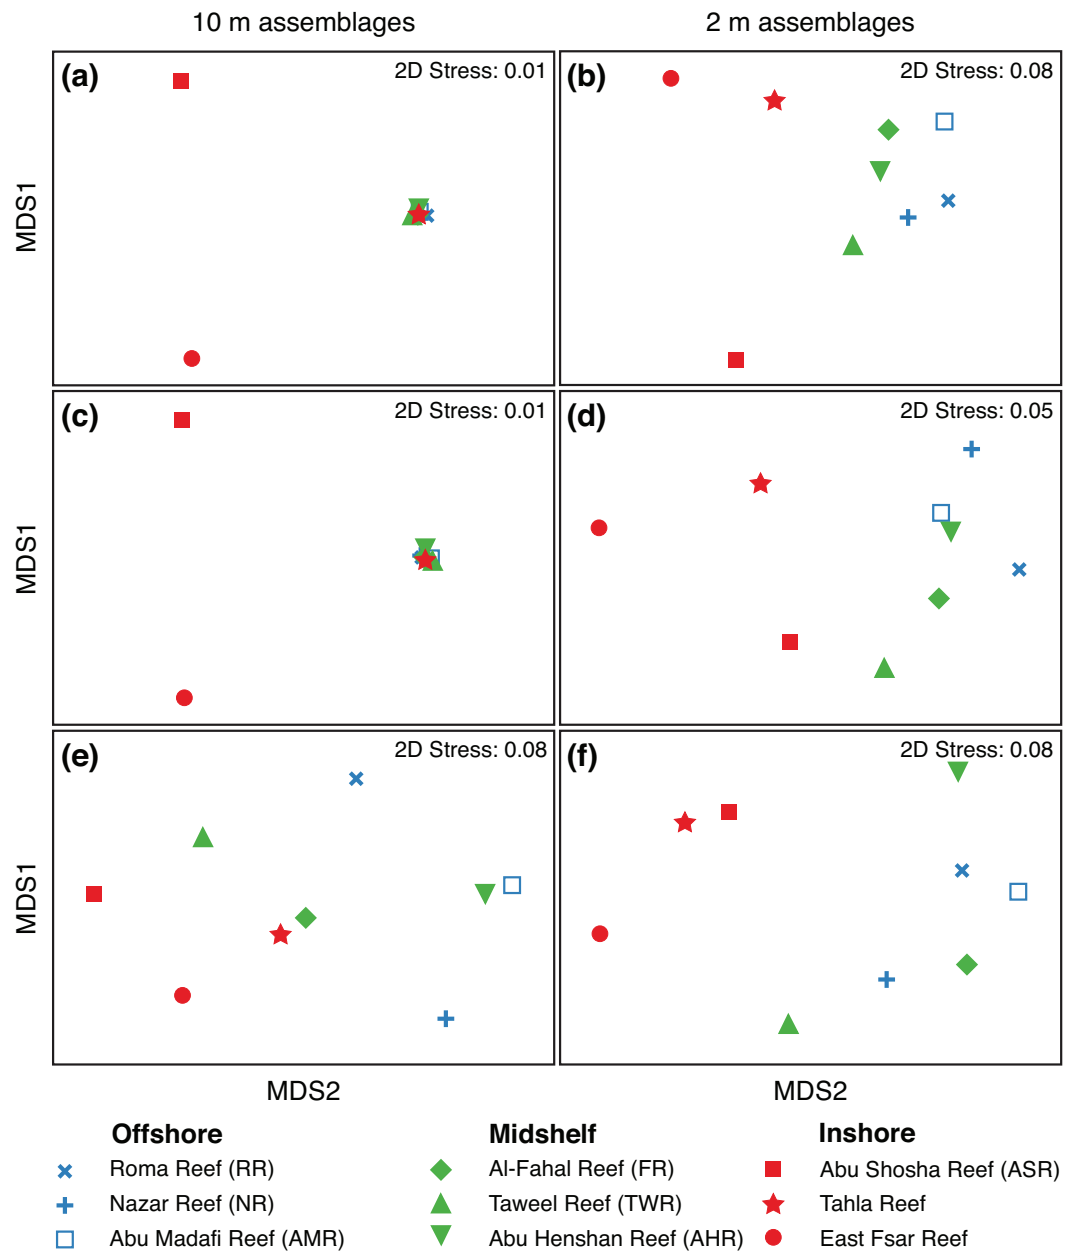 10 m assemblages
2 m assemblages
(a)
2D Stress: 0.01
(b)
2D Stress: 0.08
MDS1
(c)
2D Stress: 0.01
(d)
2D Stress: 0.05
MDS1
(e)
2D Stress: 0.08
(f)
2D Stress: 0.08
MDS1
MDS2
MDS2
Offshore
Midshelf
Inshore
Roma Reef (RR)
Al-Fahal Reef (FR)
Abu Shosha Reef (ASR)
Nazar Reef (NR)
Taweel Reef (TWR)
Tahla Reef
Abu Madafi Reef (AMR)
Abu Henshan Reef (AHR)
East Fsar Reef